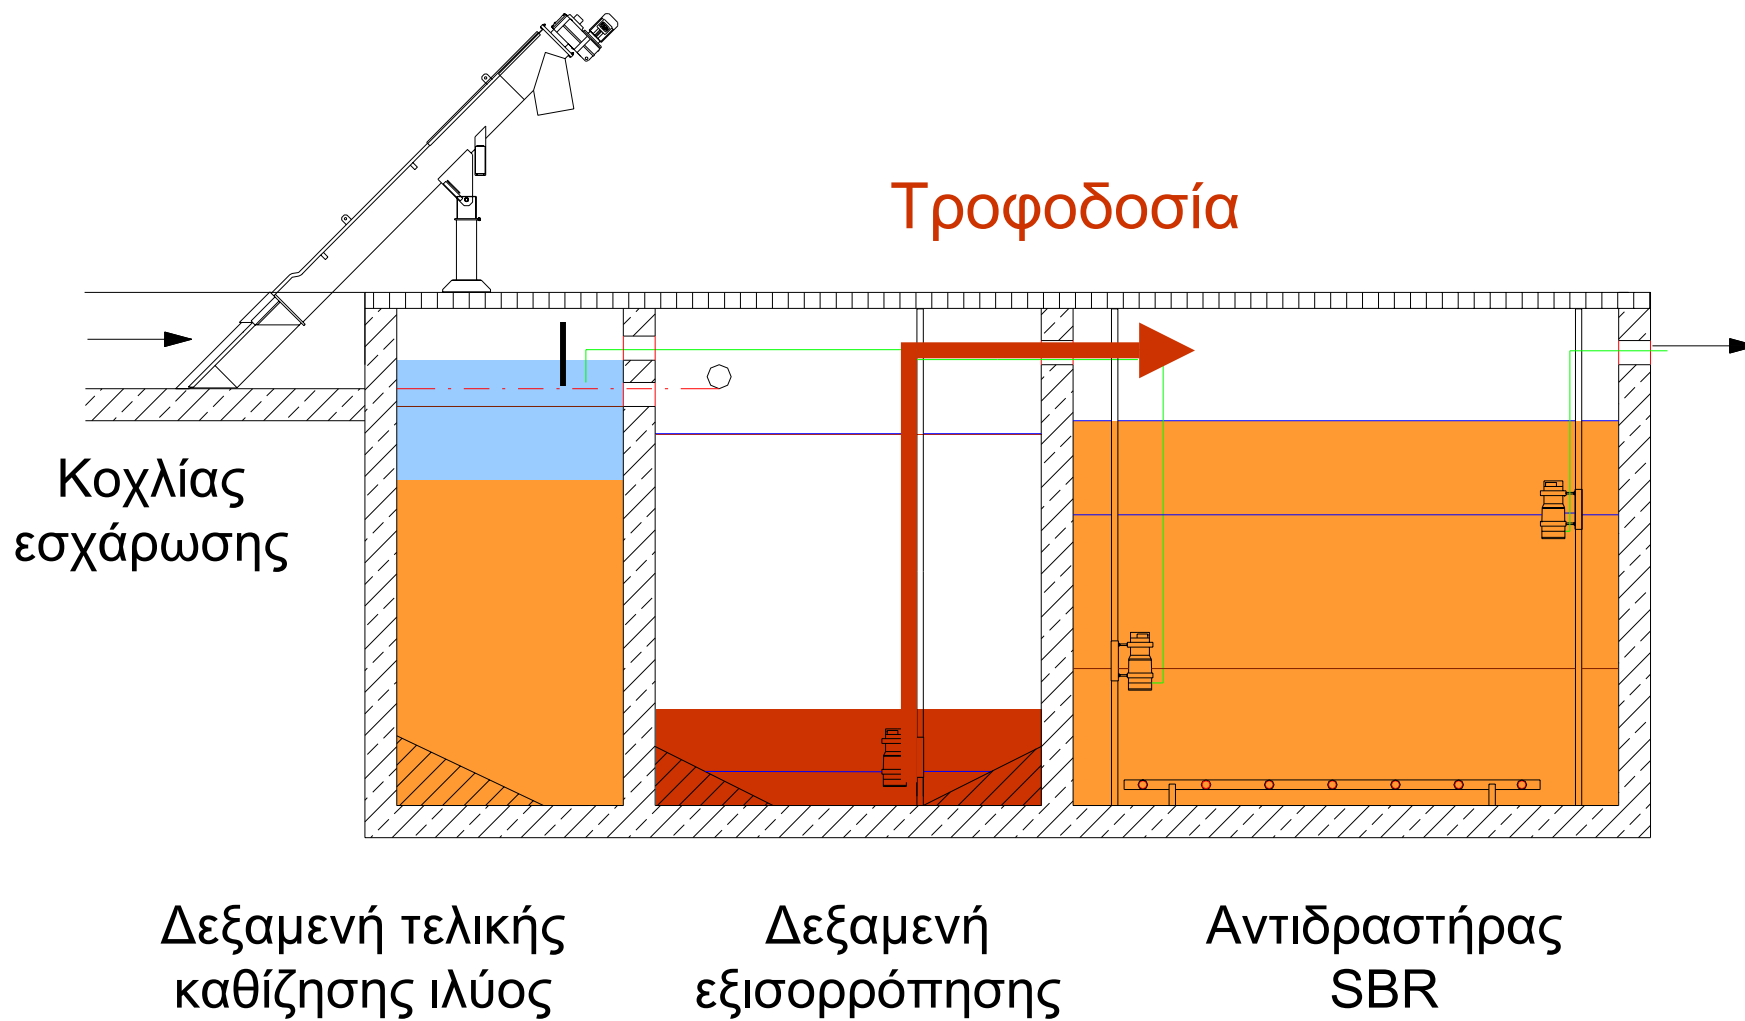 Τροφοδοσία
Κοχλίας
εσχάρωσης
Δεξαμενή τελικής
καθίζησης ιλύος
Δεξαμενή
εξισορρόπησης
Αντιδραστήρας
SBR